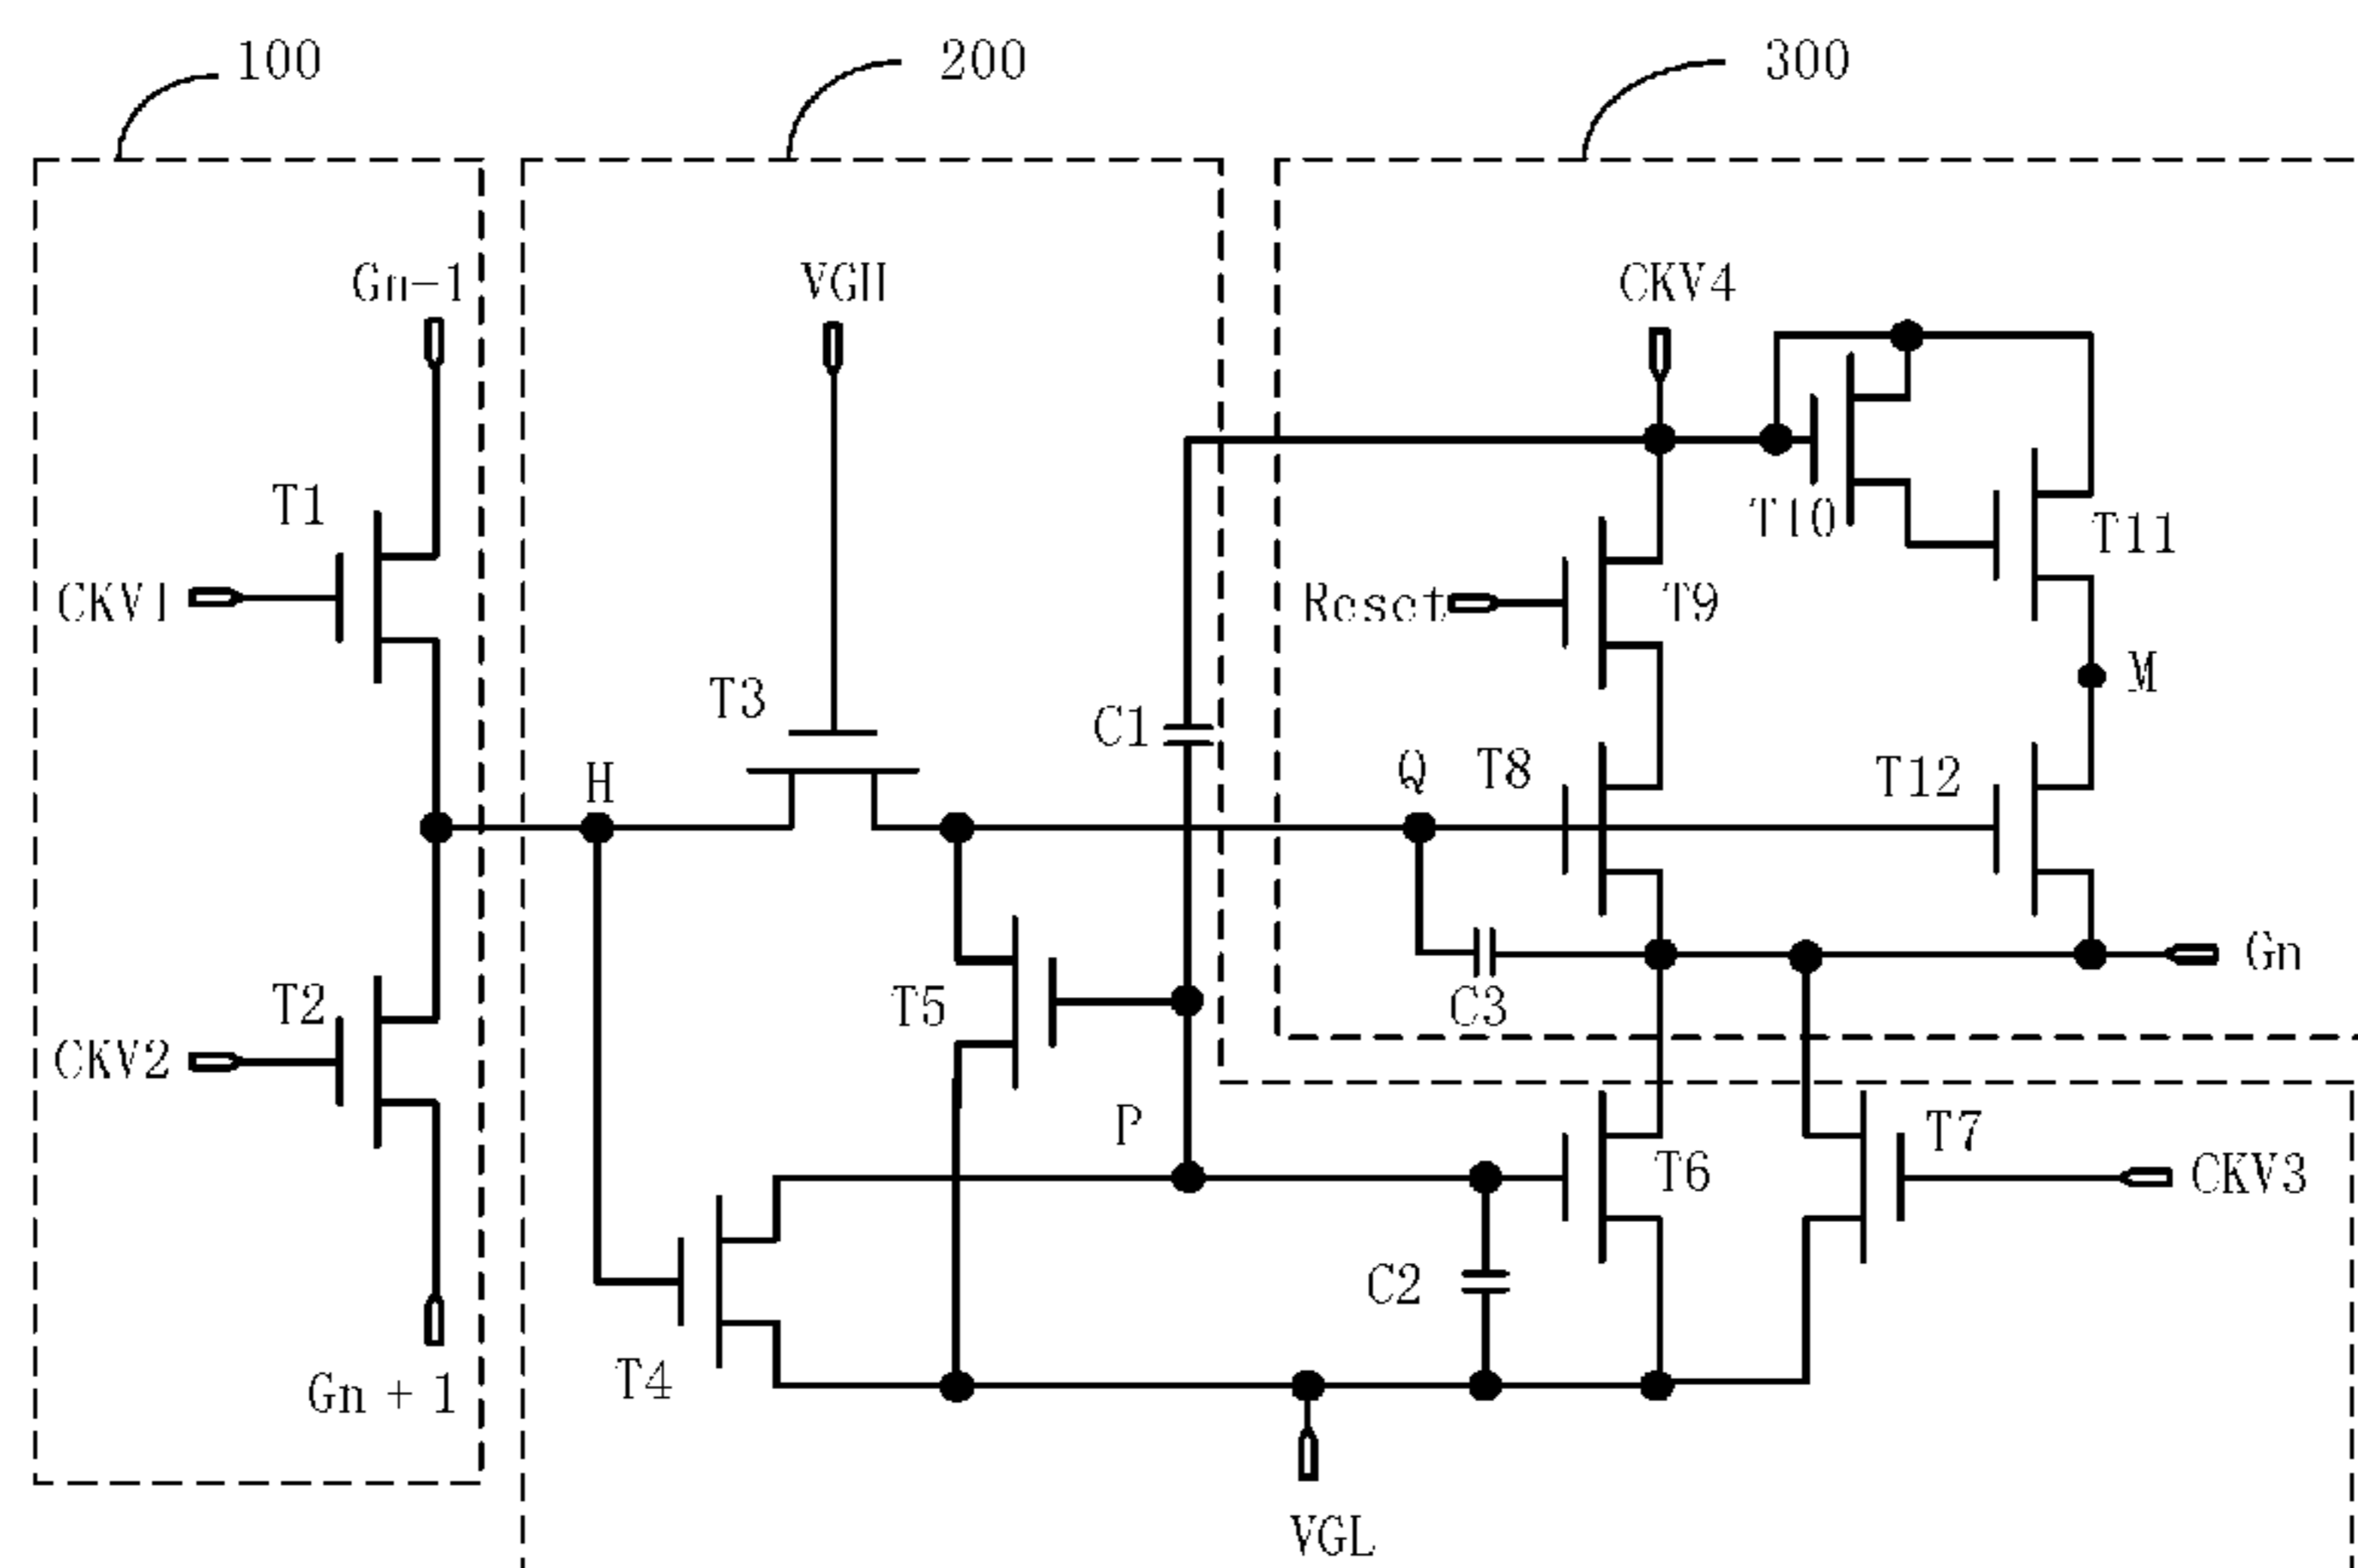 100
200
300
Gn-1
VGH
CKV4
T1
T10
T11
CKV1
Reset
T9
T3
C1
M
H
Q
T8
T12
T2
T5
C3
Gn
CKV2
P
T6
T7
CKV3
C2
T4
Gn + 1
VGL